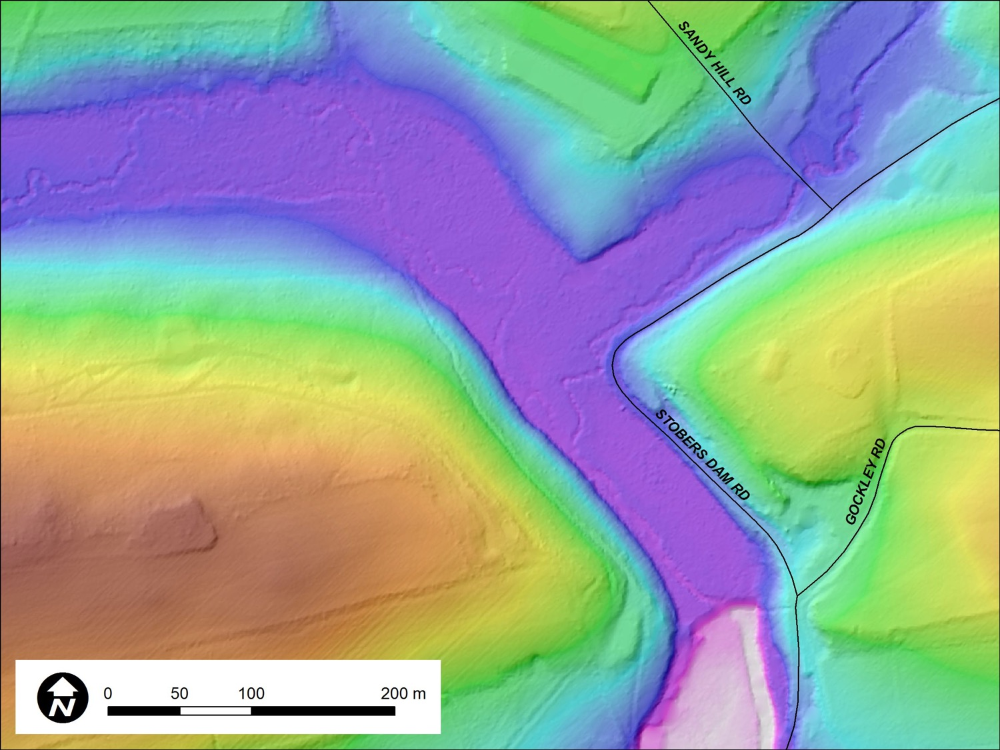 SANDY HILL RD
STOBERS DAM RD
GOCKLEY RD
N
0 50 100 200 m